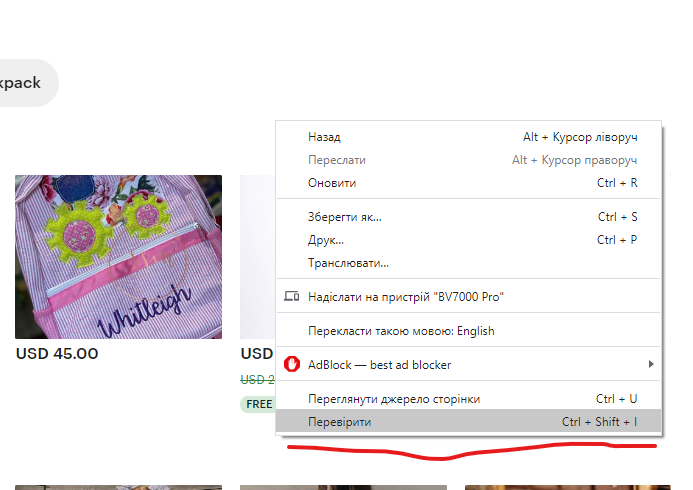 kpack
Назад Alt + Курсор ліворуч
Переслати Alt + Курсор праворуч
Оновити Ctrl + R
Зберегти як... Ctrl + S
Друк... Ctrl + P
Транслювати...
Надіслати на пристрій "BV7000 Pro"
Перекласти такою мовою: English
AdBlock — best ad blocker
Переглянути джерело сторінки Ctrl + U
Перевірити Ctrl + Shift + I
Whitleigh
USD 45.00
USD
USD 2
FREE